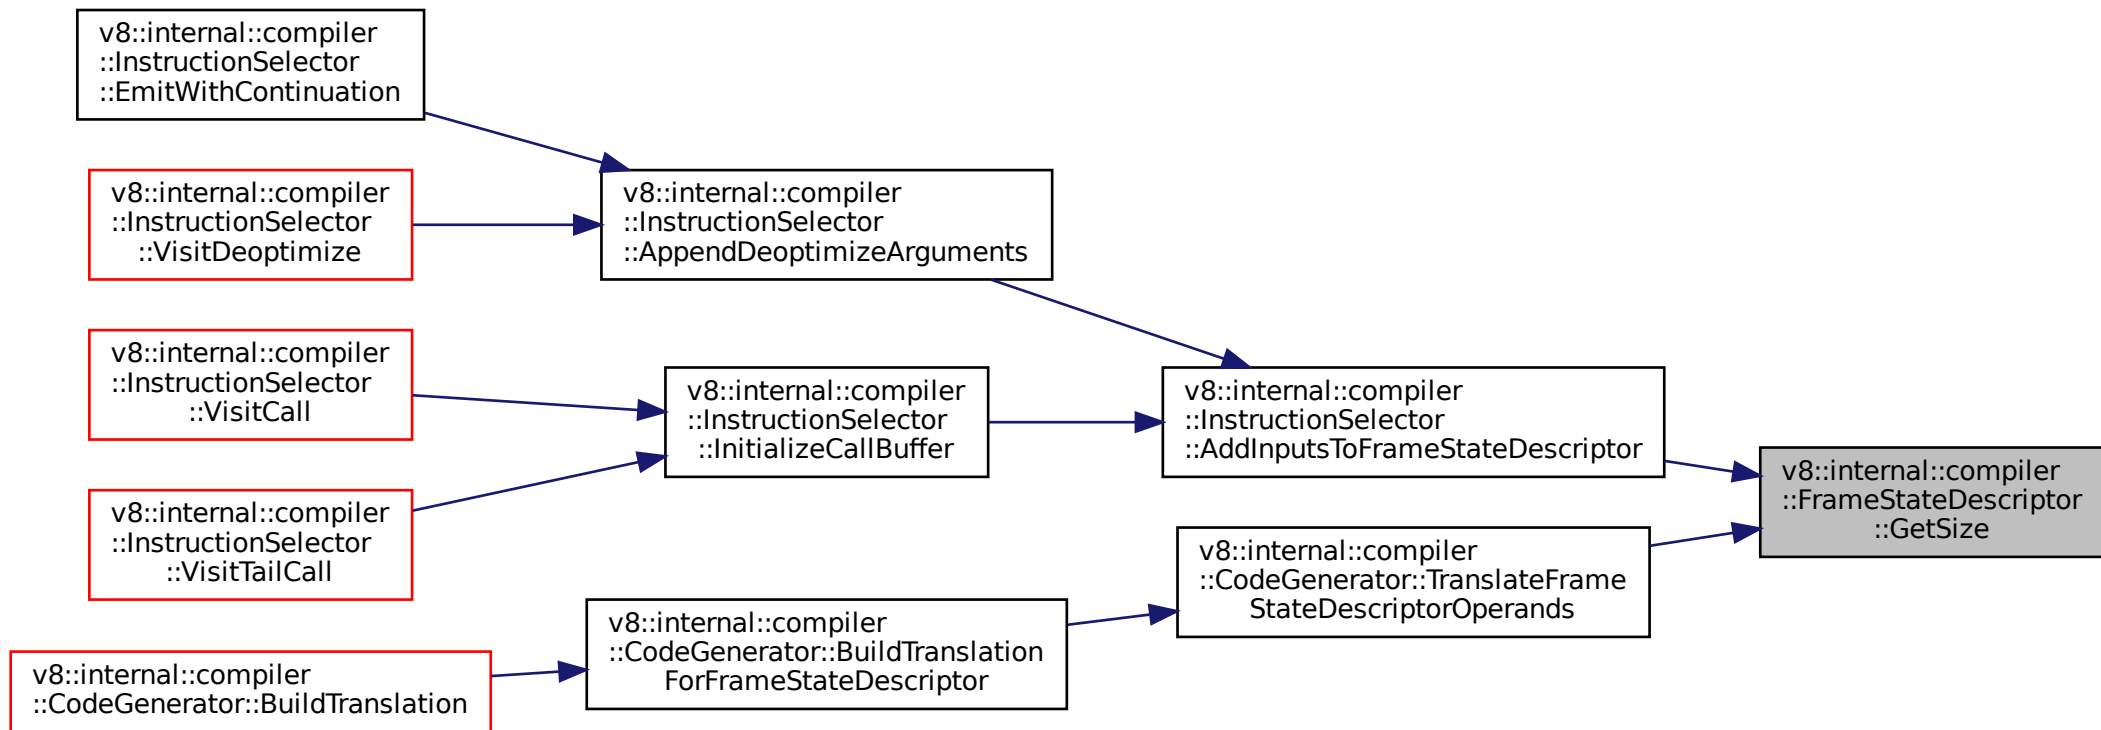 v8::internal::compiler
::InstructionSelector
::EmitWithContinuation
v8::internal::compiler
::InstructionSelector
::VisitDeoptimize
v8::internal::compiler
::InstructionSelector
::AppendDeoptimizeArguments
v8::internal::compiler
::InstructionSelector
::VisitCall
v8::internal::compiler
::InstructionSelector
::InitializeCallBuffer
v8::internal::compiler
::InstructionSelector
::AddInputsToFrameStateDescriptor
v8::internal::compiler
::FrameStateDescriptor
::GetSize
v8::internal::compiler
::InstructionSelector
::VisitTailCall
v8::internal::compiler
::CodeGenerator::TranslateFrame
StateDescriptorOperands
v8::internal::compiler
::CodeGenerator::BuildTranslation
ForFrameStateDescriptor
v8::internal::compiler
::CodeGenerator::BuildTranslation